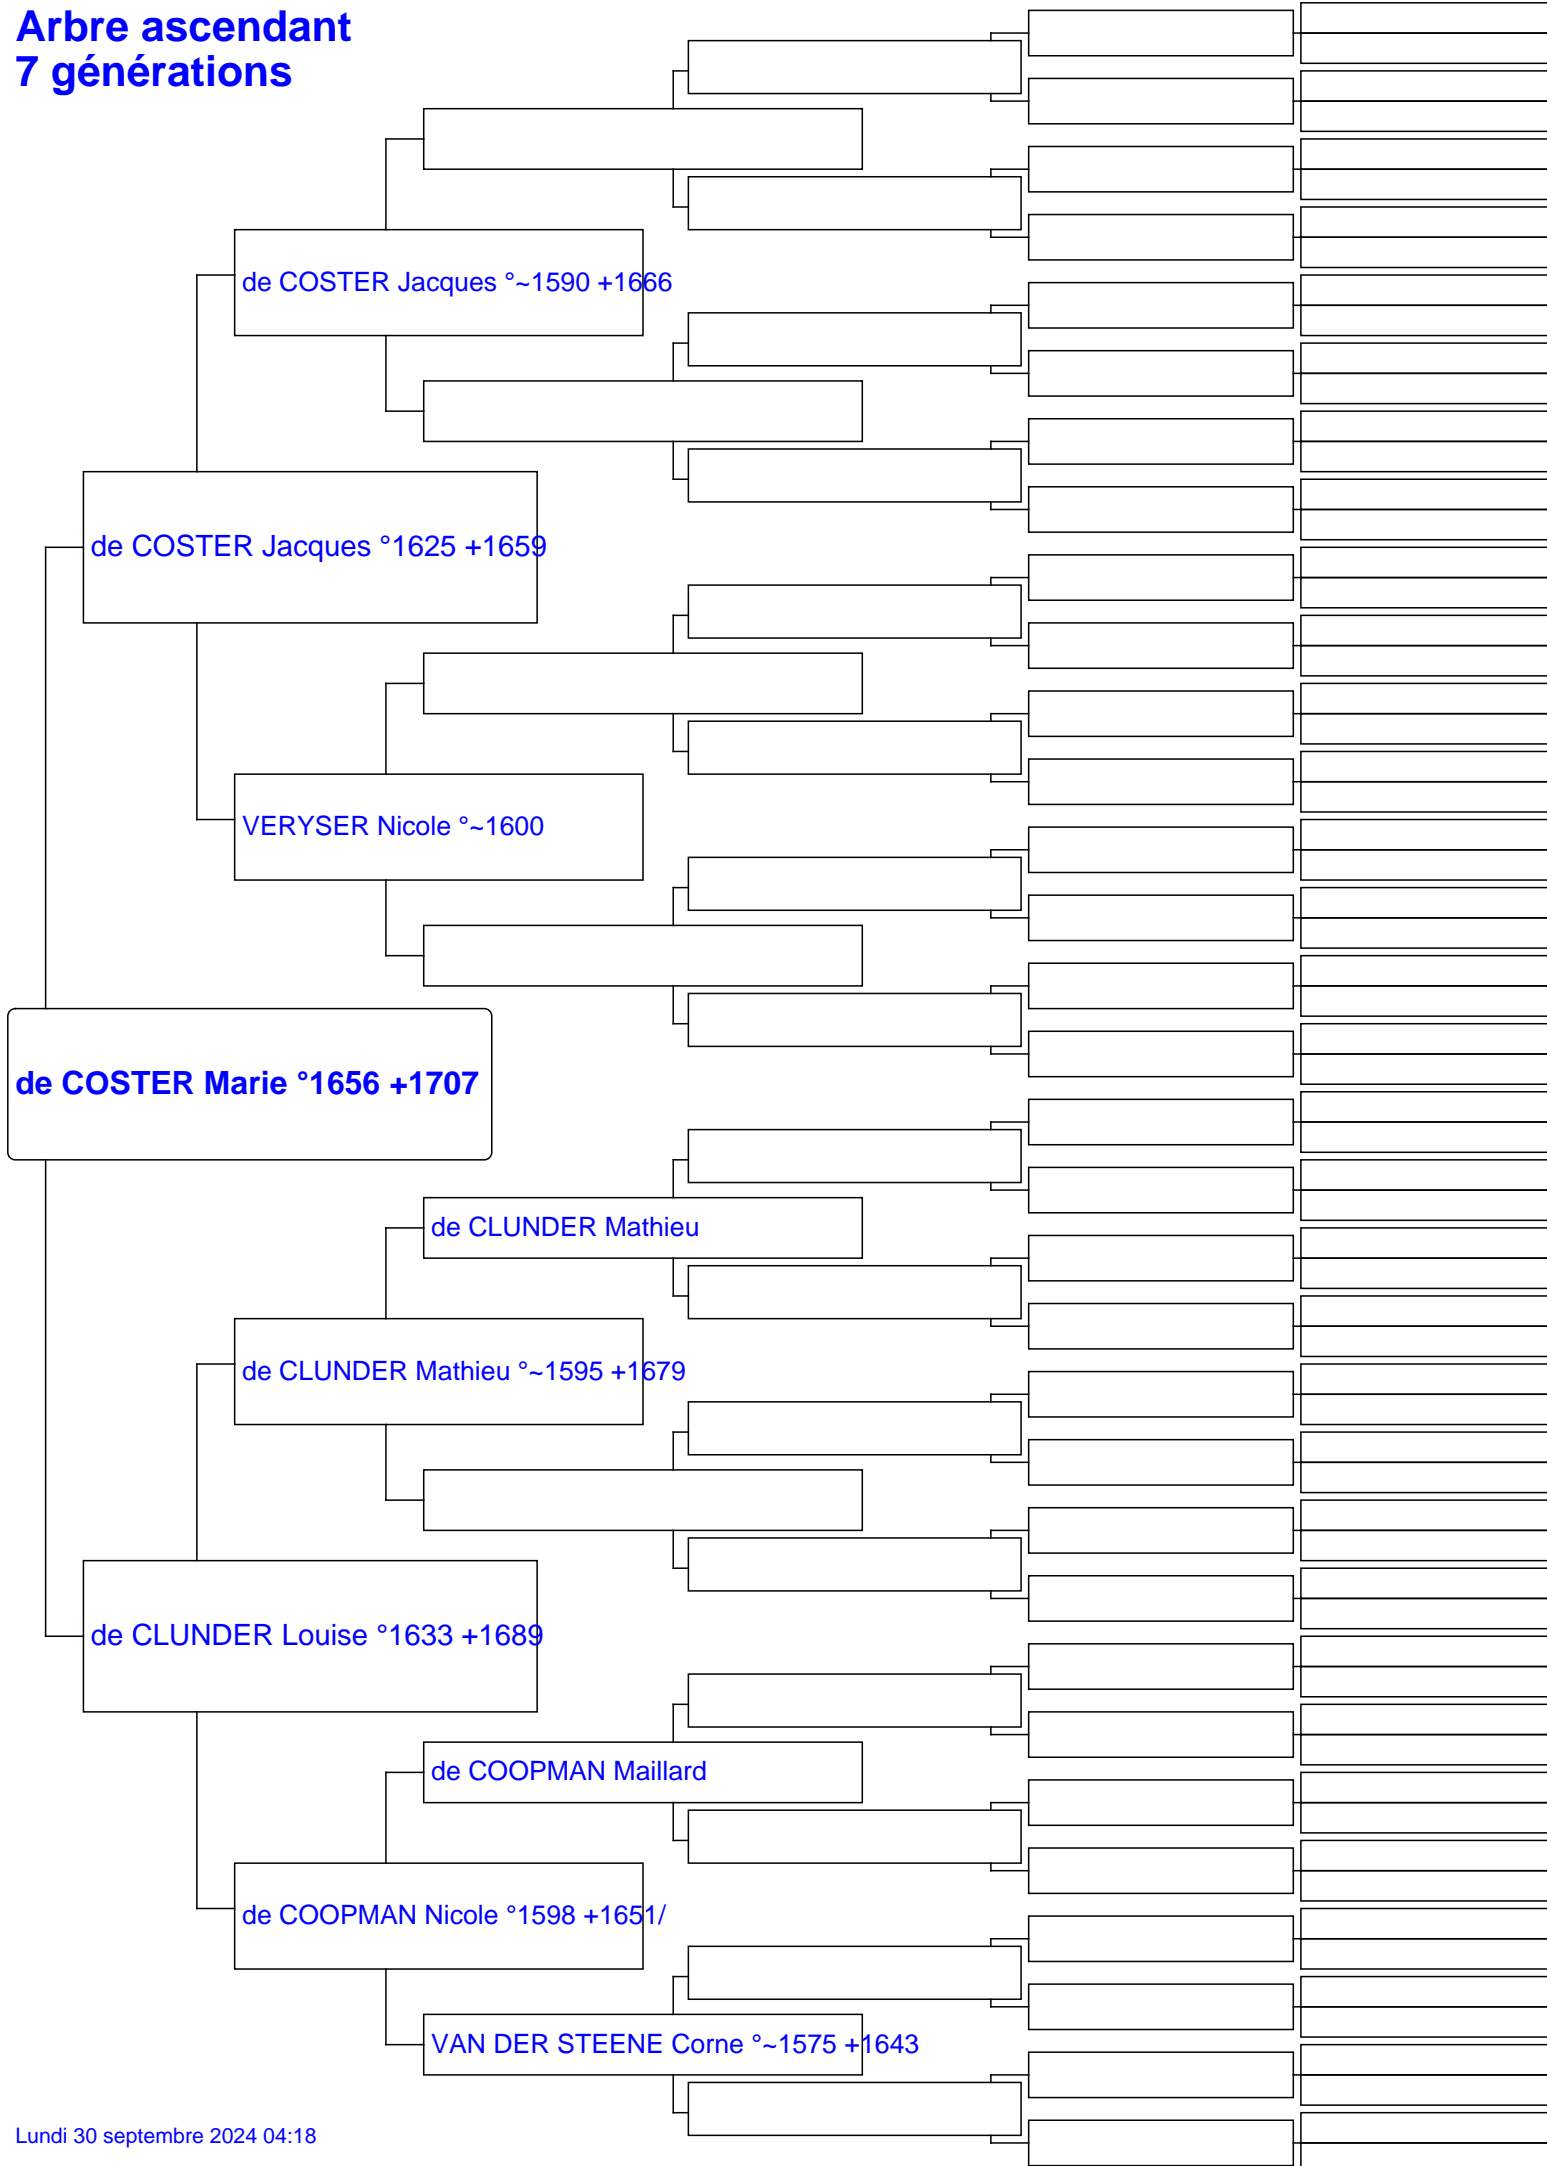 Arbre ascendant
7 générations
de COSTER Jacques °~1590 +1666
de COSTER Jacques °1625 +1659
VERYSER Nicole °~1600
de COSTER Marie °1656 +1707
de CLUNDER Mathieu
de CLUNDER Mathieu °~1595 +1679
de CLUNDER Louise °1633 +1689
de COOPMAN Maillard
de COOPMAN Nicole °1598 +1651/
VAN DER STEENE Corne °~1575 +1643
Lundi 30 septembre 2024 04:18